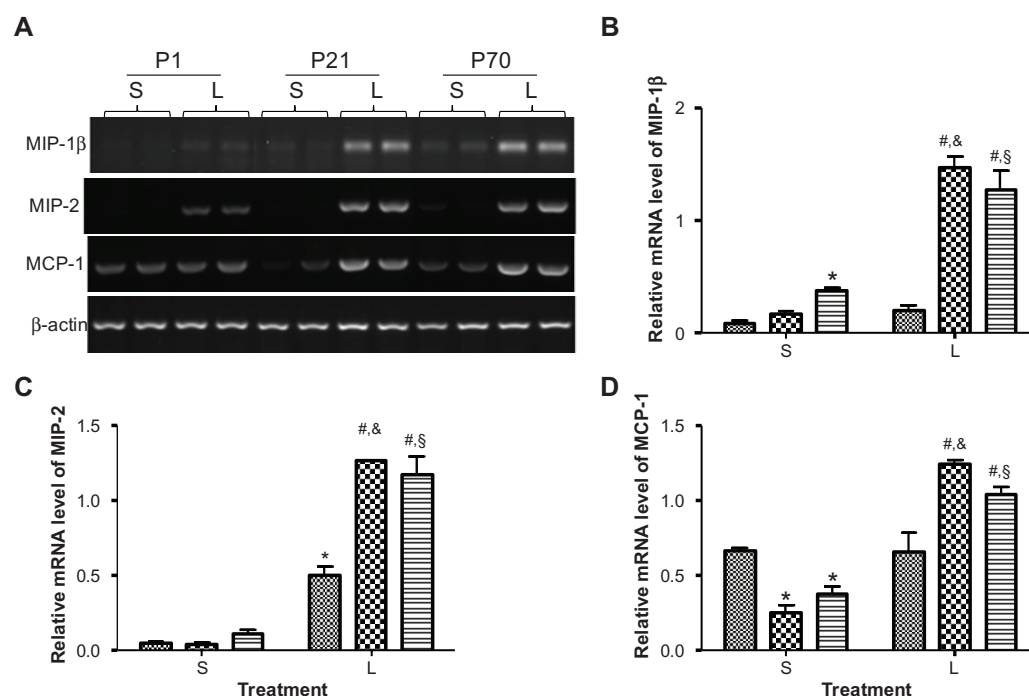 A
P1 P21 P70
S L S L S L
MIP-1β
MIP-2
MCP-1
β-actin
B
Relative mRNA level of MIP-1β
2
1
0
*
#,&
#,§
S L
C
Relative mRNA level of MIP-2
1.5
1.0
0.5
0.0
*
#,&
#,§
S L
Treatment
D
Relative mRNA level of MCP-1
1.5
1.0
0.5
0.0
*
*
#,&
#,§
S L
Treatment